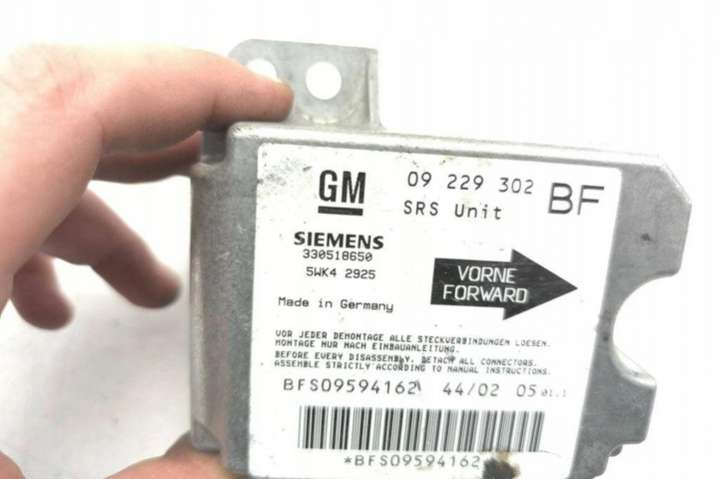 GM 09 229 302 BF
SRS Unit
SIEMENS
330518650
5WK4 2925
VORNE
FORWARD
Made in Germany
VOR JEDER DEMONTAGE ALLE STECKVERBINDUNGEN LOESEN.
MONTAGE NUR NACH EINBAUANLEITUNG.
BEFORE EVERY DISASSEMBLY, DETACH ALL CONNECTORS.
ASSEMBLE STRICTLY ACCORDING TO MANUAL INSTRUCTIONS.
BFS09594162 44/02 05 01.1
*BFS09594162